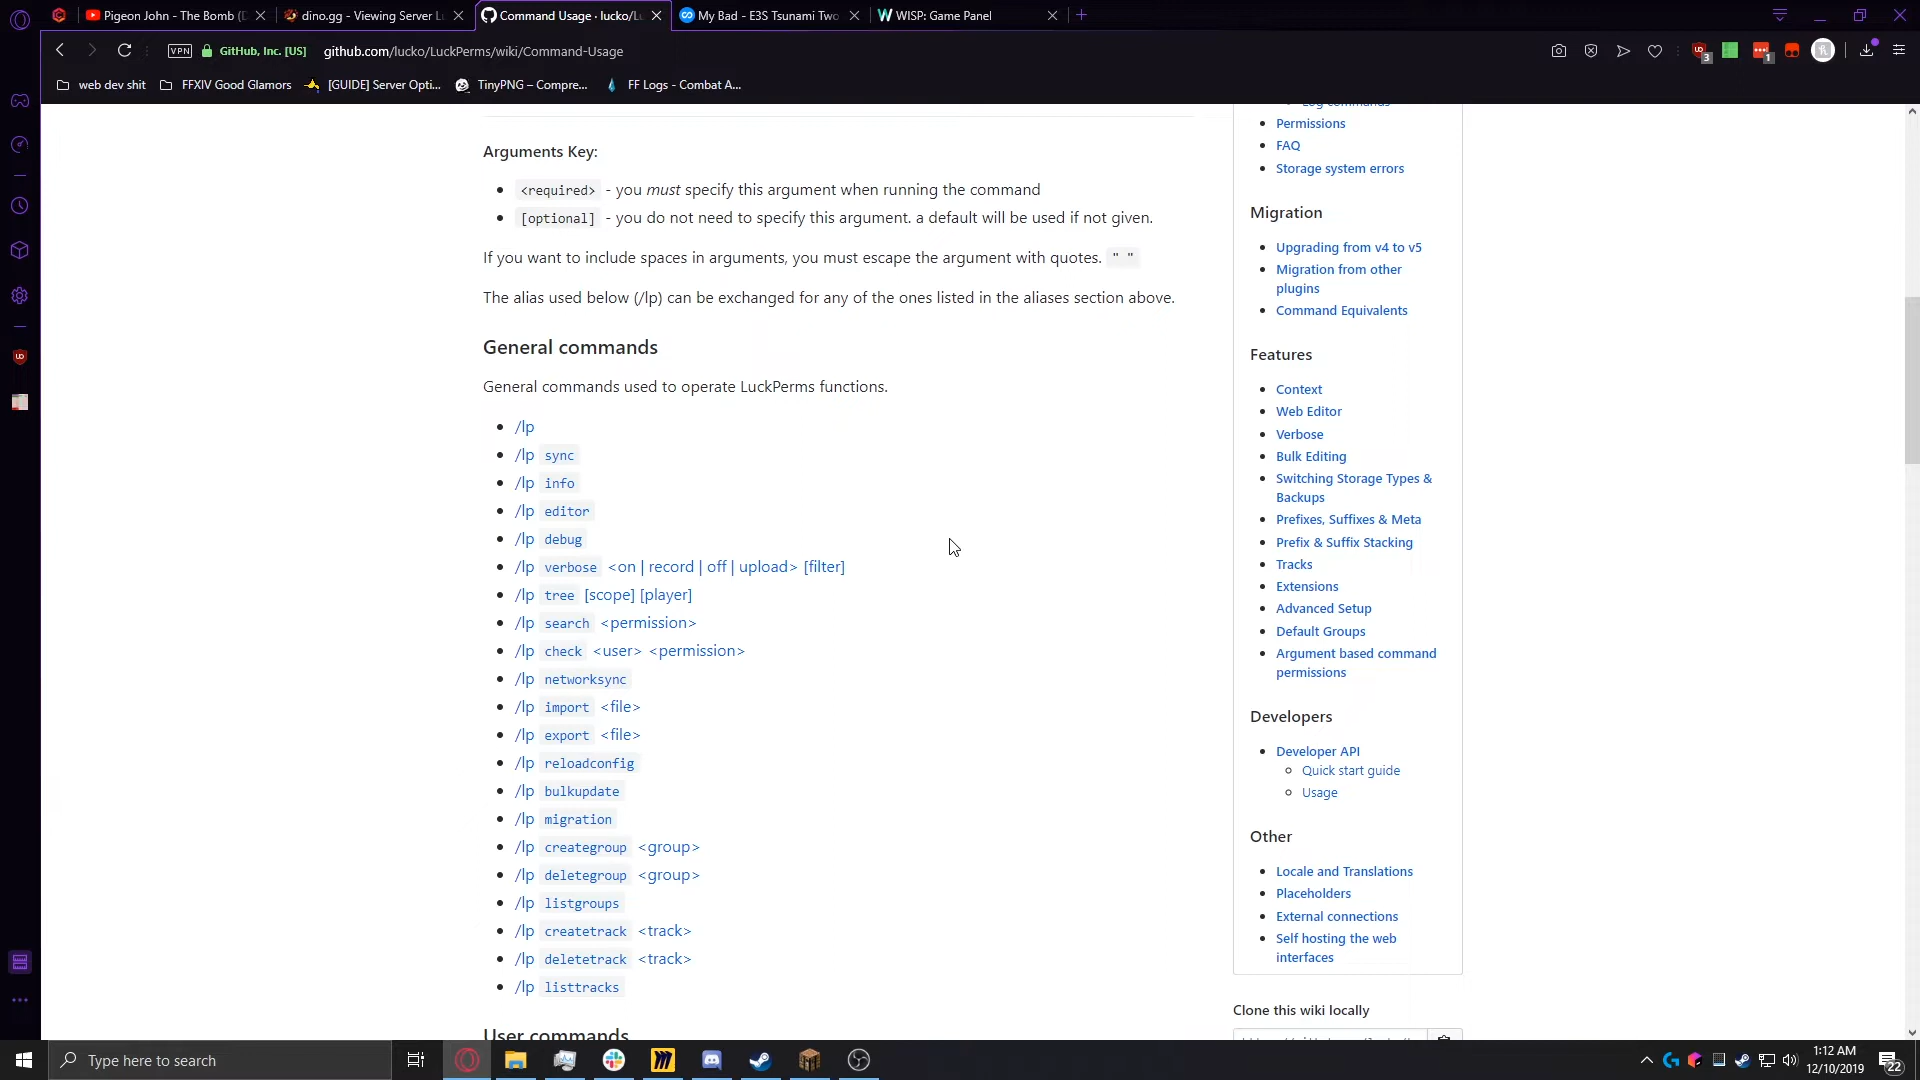 Pigeon John - The Bomb (
dino.gg - Viewing Server L
Command Usage · lucko/L
My Bad - E3S Tsunami Two
WISP: Game Panel
VPN
GitHub, Inc. [US]
github.com/lucko/LuckPerms/wiki/Command-Usage
3
1
web dev shit
FFXIV Good Glamors
[GUIDE] Server Opti...
TinyPNG – Compre...
FF Logs - Combat A...
Arguments Key:
<required> - you must specify this argument when running the command
[optional] - you do not need to specify this argument. a default will be used if not given.
If you want to include spaces in arguments, you must escape the argument with quotes. " "
The alias used below (/lp) can be exchanged for any of the ones listed in the aliases section above.
General commands
General commands used to operate LuckPerms functions.
/lp
/lp sync
/lp info
/lp editor
/lp debug
/lp verbose <on | record | off | upload> [filter]
/lp tree [scope] [player]
/lp search <permission>
/lp check <user> <permission>
/lp networksync
/lp import <file>
/lp export <file>
/lp reloadconfig
/lp bulkupdate
/lp migration
/lp creategroup <group>
/lp deletegroup <group>
/lp listgroups
/lp createtrack <track>
/lp deletetrack <track>
/lp listtracks
User commands
Log commands
Permissions
FAQ
Storage system errors
Migration
Upgrading from v4 to v5
Migration from other
plugins
Command Equivalents
Features
Context
Web Editor
Verbose
Bulk Editing
Switching Storage Types &
Backups
Prefixes, Suffixes & Meta
Prefix & Suffix Stacking
Tracks
Extensions
Advanced Setup
Default Groups
Argument based command
permissions
Developers
Developer API
Quick start guide
Usage
Other
Locale and Translations
Placeholders
External connections
Self hosting the web
interfaces
Clone this wiki locally
Type here to search
1:12 AM
12/10/2019
22